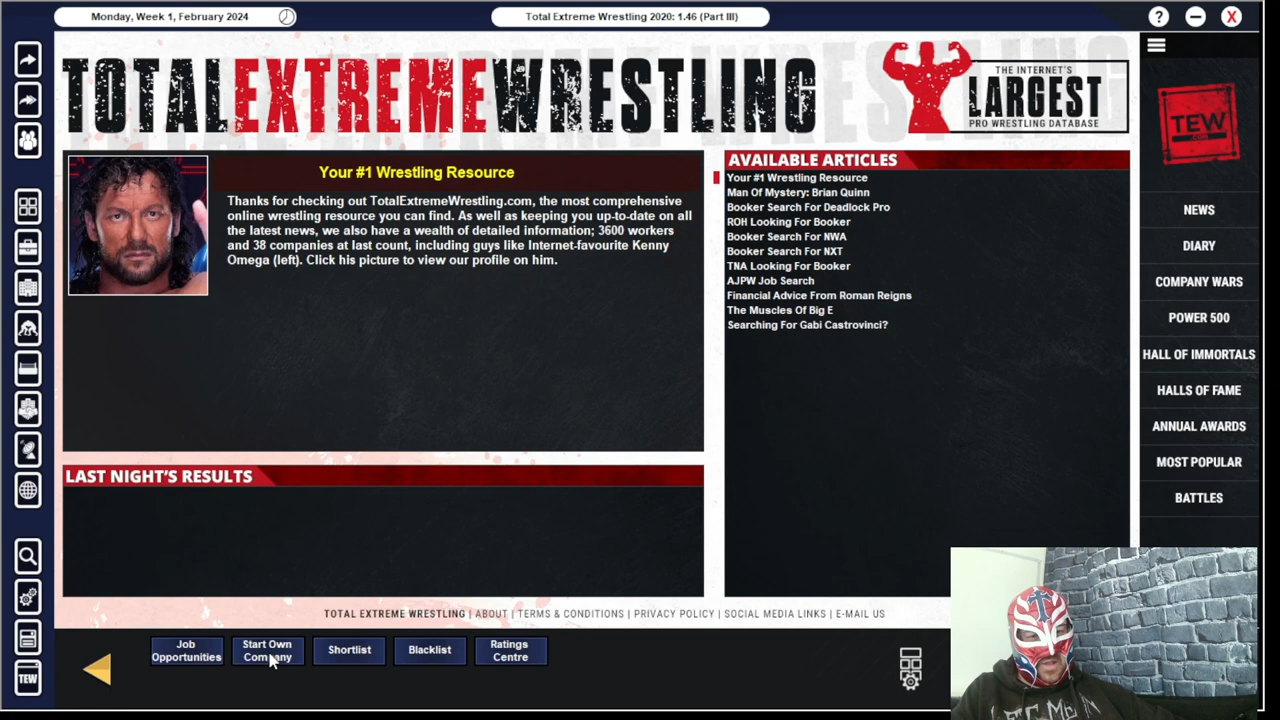 Monday, Week 1, February 2024
Total Extreme Wrestling 2020: 1.46 (Part III)
?
X
TOTALEXTREMEWRESTLING
THE INTERNET'S
LARGEST
PRO WRESTLING DATABASE
TEW
.COM
Your #1 Wrestling Resource
Thanks for checking out TotalExtremeWrestling.com, the most comprehensive
online wrestling resource you can find. As well as keeping you up-to-date on all
the latest news, we also have a wealth of detailed information; 3600 workers
and 38 companies at last count, including guys like Internet-favourite Kenny
Omega (left). Click his picture to view our profile on him.
AVAILABLE ARTICLES
Your #1 Wrestling Resource
Man Of Mystery: Brian Quinn
Booker Search For Deadlock Pro
ROH Looking For Booker
Booker Search For NWA
Booker Search For NXT
TNA Looking For Booker
AJPW Job Search
Financial Advice From Roman Reigns
The Muscles Of Big E
Searching For Gabi Castrovinci?
NEWS
DIARY
COMPANY WARS
POWER 500
HALL OF IMMORTALS
HALLS OF FAME
ANNUAL AWARDS
MOST POPULAR
BATTLES
LAST NIGHT'S RESULTS
TOTAL EXTREME WRESTLING | ABOUT | TERMS & CONDITIONS | PRIVACY POLICY | SOCIAL MEDIA LINKS | E-MAIL US
Job
Opportunities
Start Own
Company
Shortlist
Blacklist
Ratings
Centre
TEW